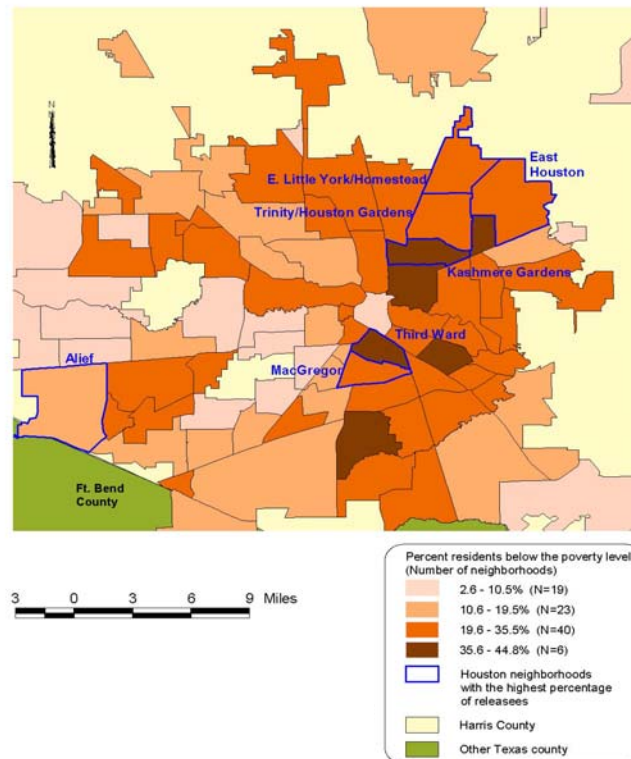 N
East
Houston
E. Little York/Homestead
Trinity/Houston Gardens
Kashmere Gardens
Third Ward
Alief
MacGregor
Ft. Bend
County
3 0 3 6 9 Miles
Percent residents below the poverty level
(Number of neighborhoods)
2.6 - 10.5% (N=19)
10.6 - 19.5% (N=23)
19.6 - 35.5% (N=40)
35.6 - 44.8% (N=6)
Houston neighborhoods
with the highest percentage
of releasees
Harris County
Other Texas county